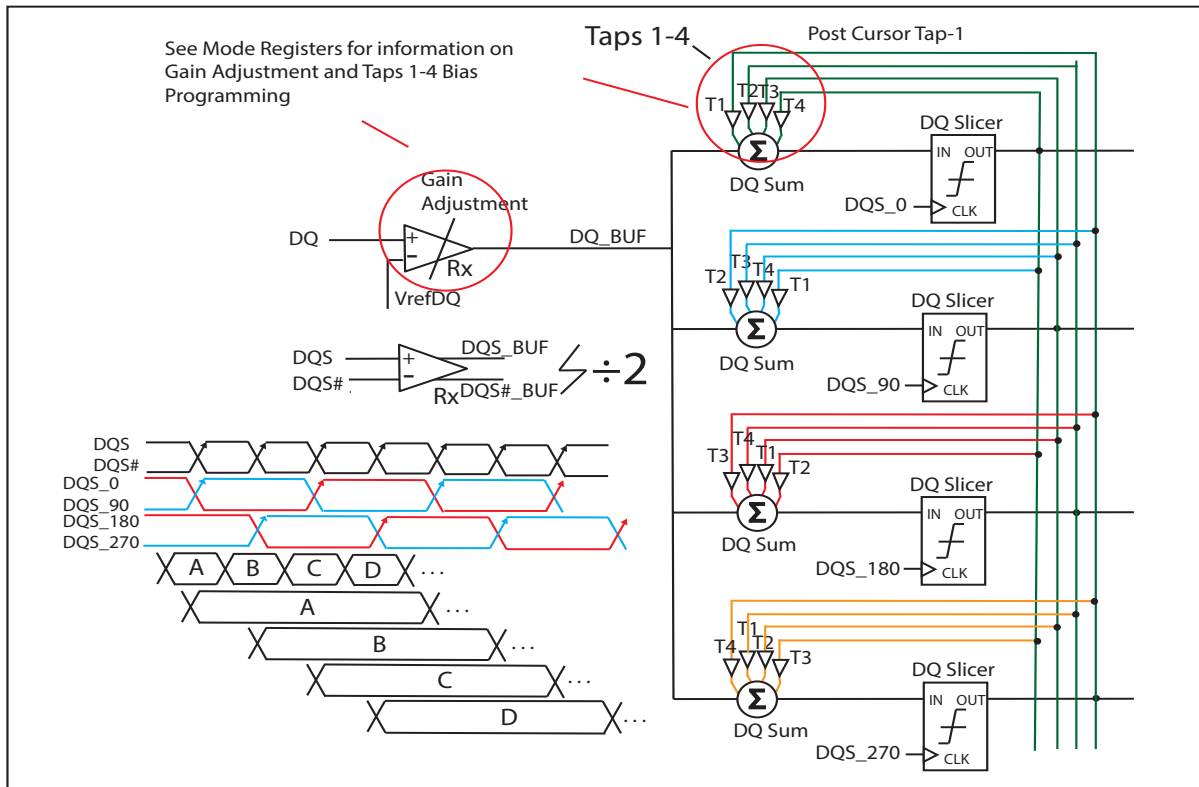 See Mode Registers for information on
Gain Adjustment and Taps 1-4 Bias
Programming
Taps 1-4
Post Cursor Tap-1
T1
T2
T3
T4
Σ
DQ Sum
DQ Slicer
IN OUT
CLK
DQS_0
Gain
Adjustment
DQ
+
−
Rx
VrefDQ
DQ_BUF
T2
T3
T4
T1
Σ
DQ Sum
DQ Slicer
IN OUT
CLK
DQS_90
DQS
DQS#
+
−
Rx
DQS_BUF
DQS#_BUF
÷2
T3
T4
T1
T2
Σ
DQ Sum
DQ Slicer
IN OUT
CLK
DQS_180
DQS
DQS#
DQS_0
DQS_90
DQS_180
DQS_270
A B C D ...
A ...
B ...
C ...
D ...
T4
T1
T2
T3
Σ
DQ Sum
DQ Slicer
IN OUT
CLK
DQS_270